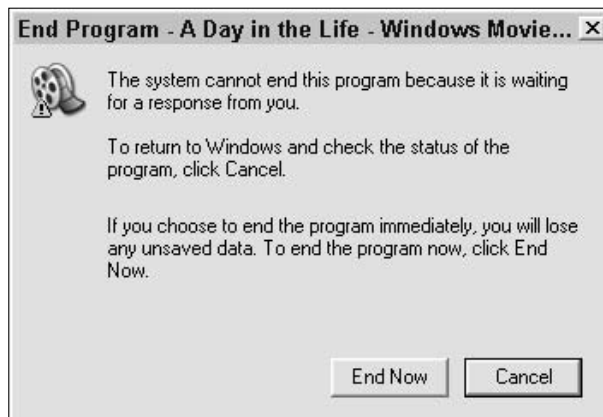 End Program - A Day in the Life - Windows Movie...
The system cannot end this program because it is waiting
for a response from you.
To return to Windows and check the status of the
program, click Cancel.
If you choose to end the program immediately, you will lose
any unsaved data. To end the program now, click End
Now.
End Now
Cancel